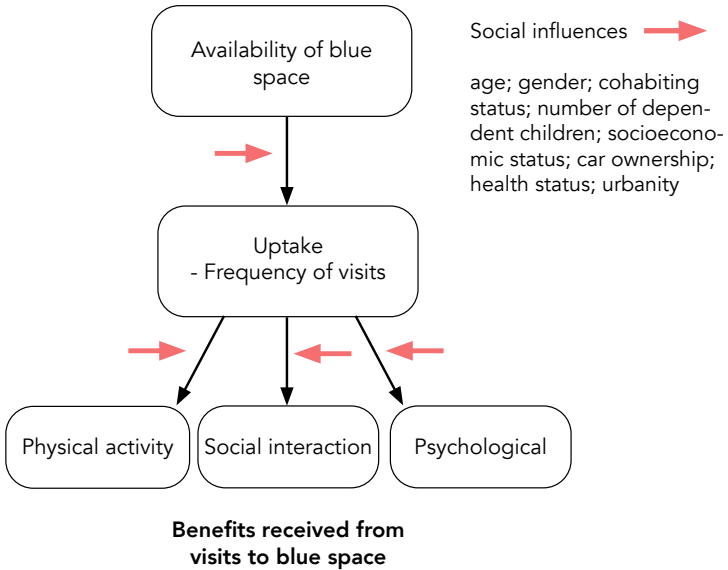 Availability of blue
space
Social influences
age; gender; cohabiting
status; number of depen-
dent children; socioecono-
mic status; car ownership;
health status; urbanity
Uptake
- Frequency of visits
Physical activity
Social interaction
Psychological
Benefits received from
visits to blue space